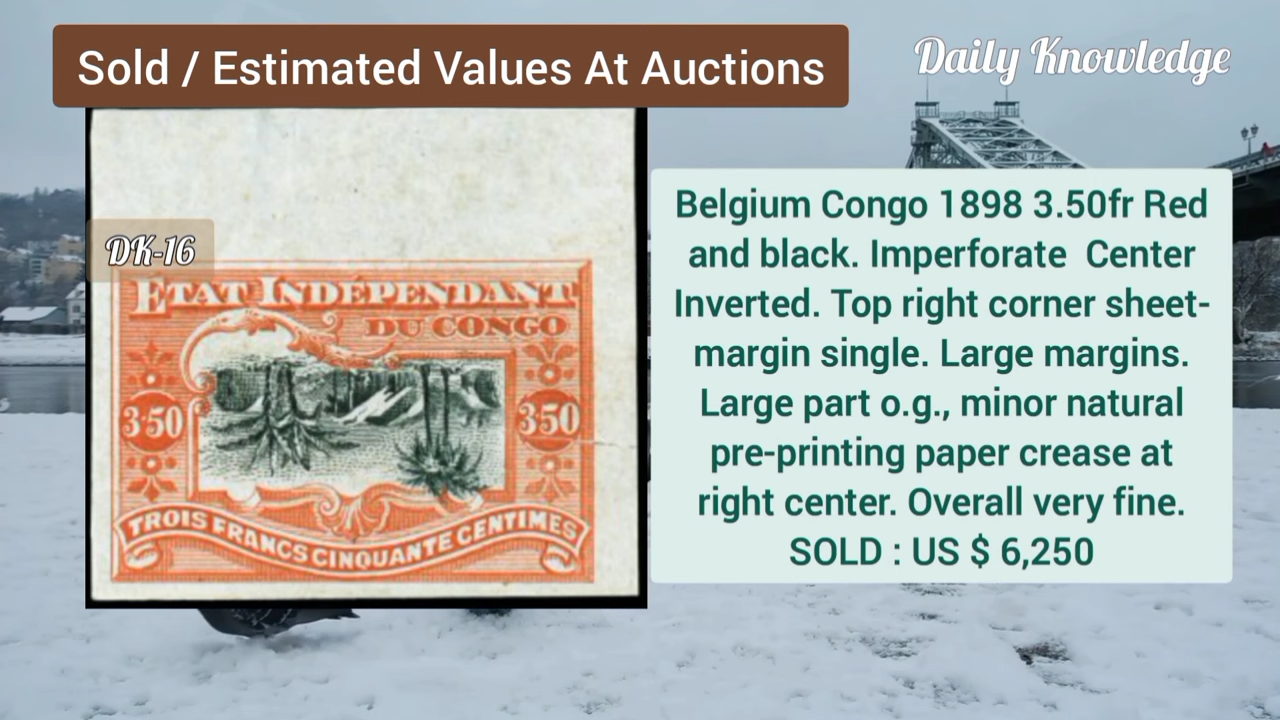 Sold / Estimated Values At Auctions
Daily Knowledge
Belgium Congo 1898 3.50fr Red
and black. Imperforate Center
Inverted. Top right corner sheet-
margin single. Large margins.
Large part o.g., minor natural
pre-printing paper crease at
right center. Overall very fine.
SOLD : US $ 6,250
DK-16
ETAT INDÉPENDANT
DU CONGO
3·50
350
TROIS FRANCS CINQUANTE CENTIMES